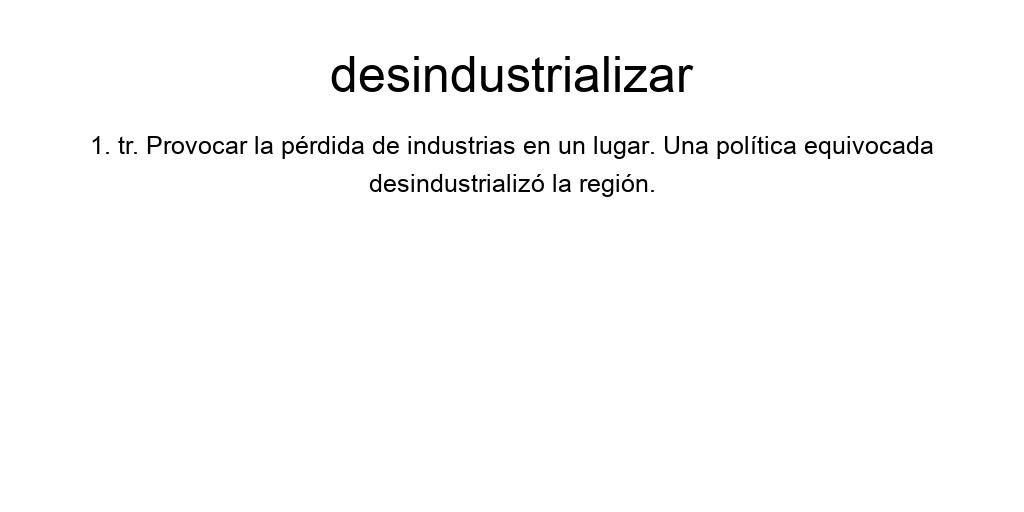 desindustrializar
1. tr. Provocar la pérdida de industrias en un lugar. Una política equivocada
desindustrializó la región.